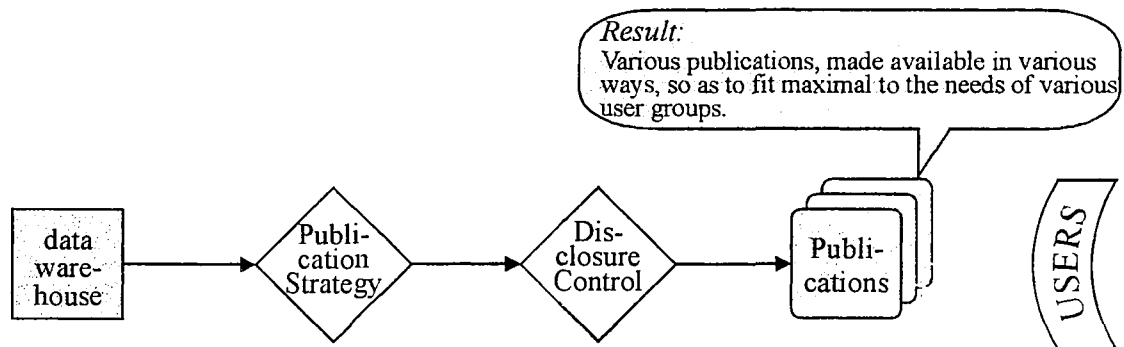 Result:
Various publications, made available in various
ways, so as to fit maximal to the needs of various
user groups.
data
ware-
house
Publi-
cation
Strategy
Dis-
closure
Control
Publi-
cations
USERS